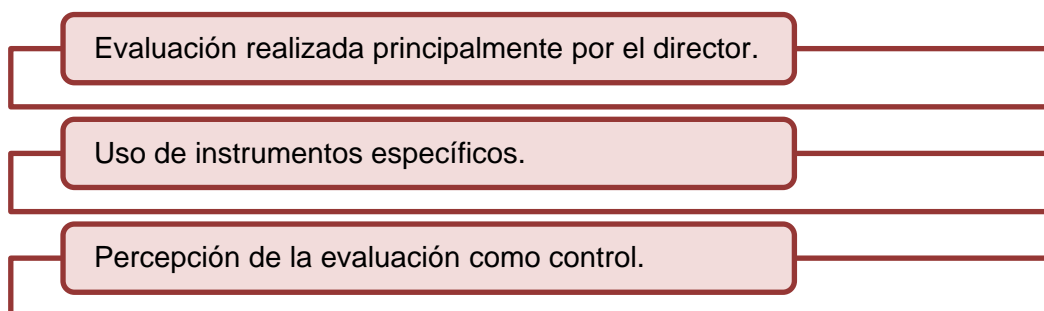 Evaluación realizada principalmente por el director.
Uso de instrumentos específicos.
Percepción de la evaluación como control.